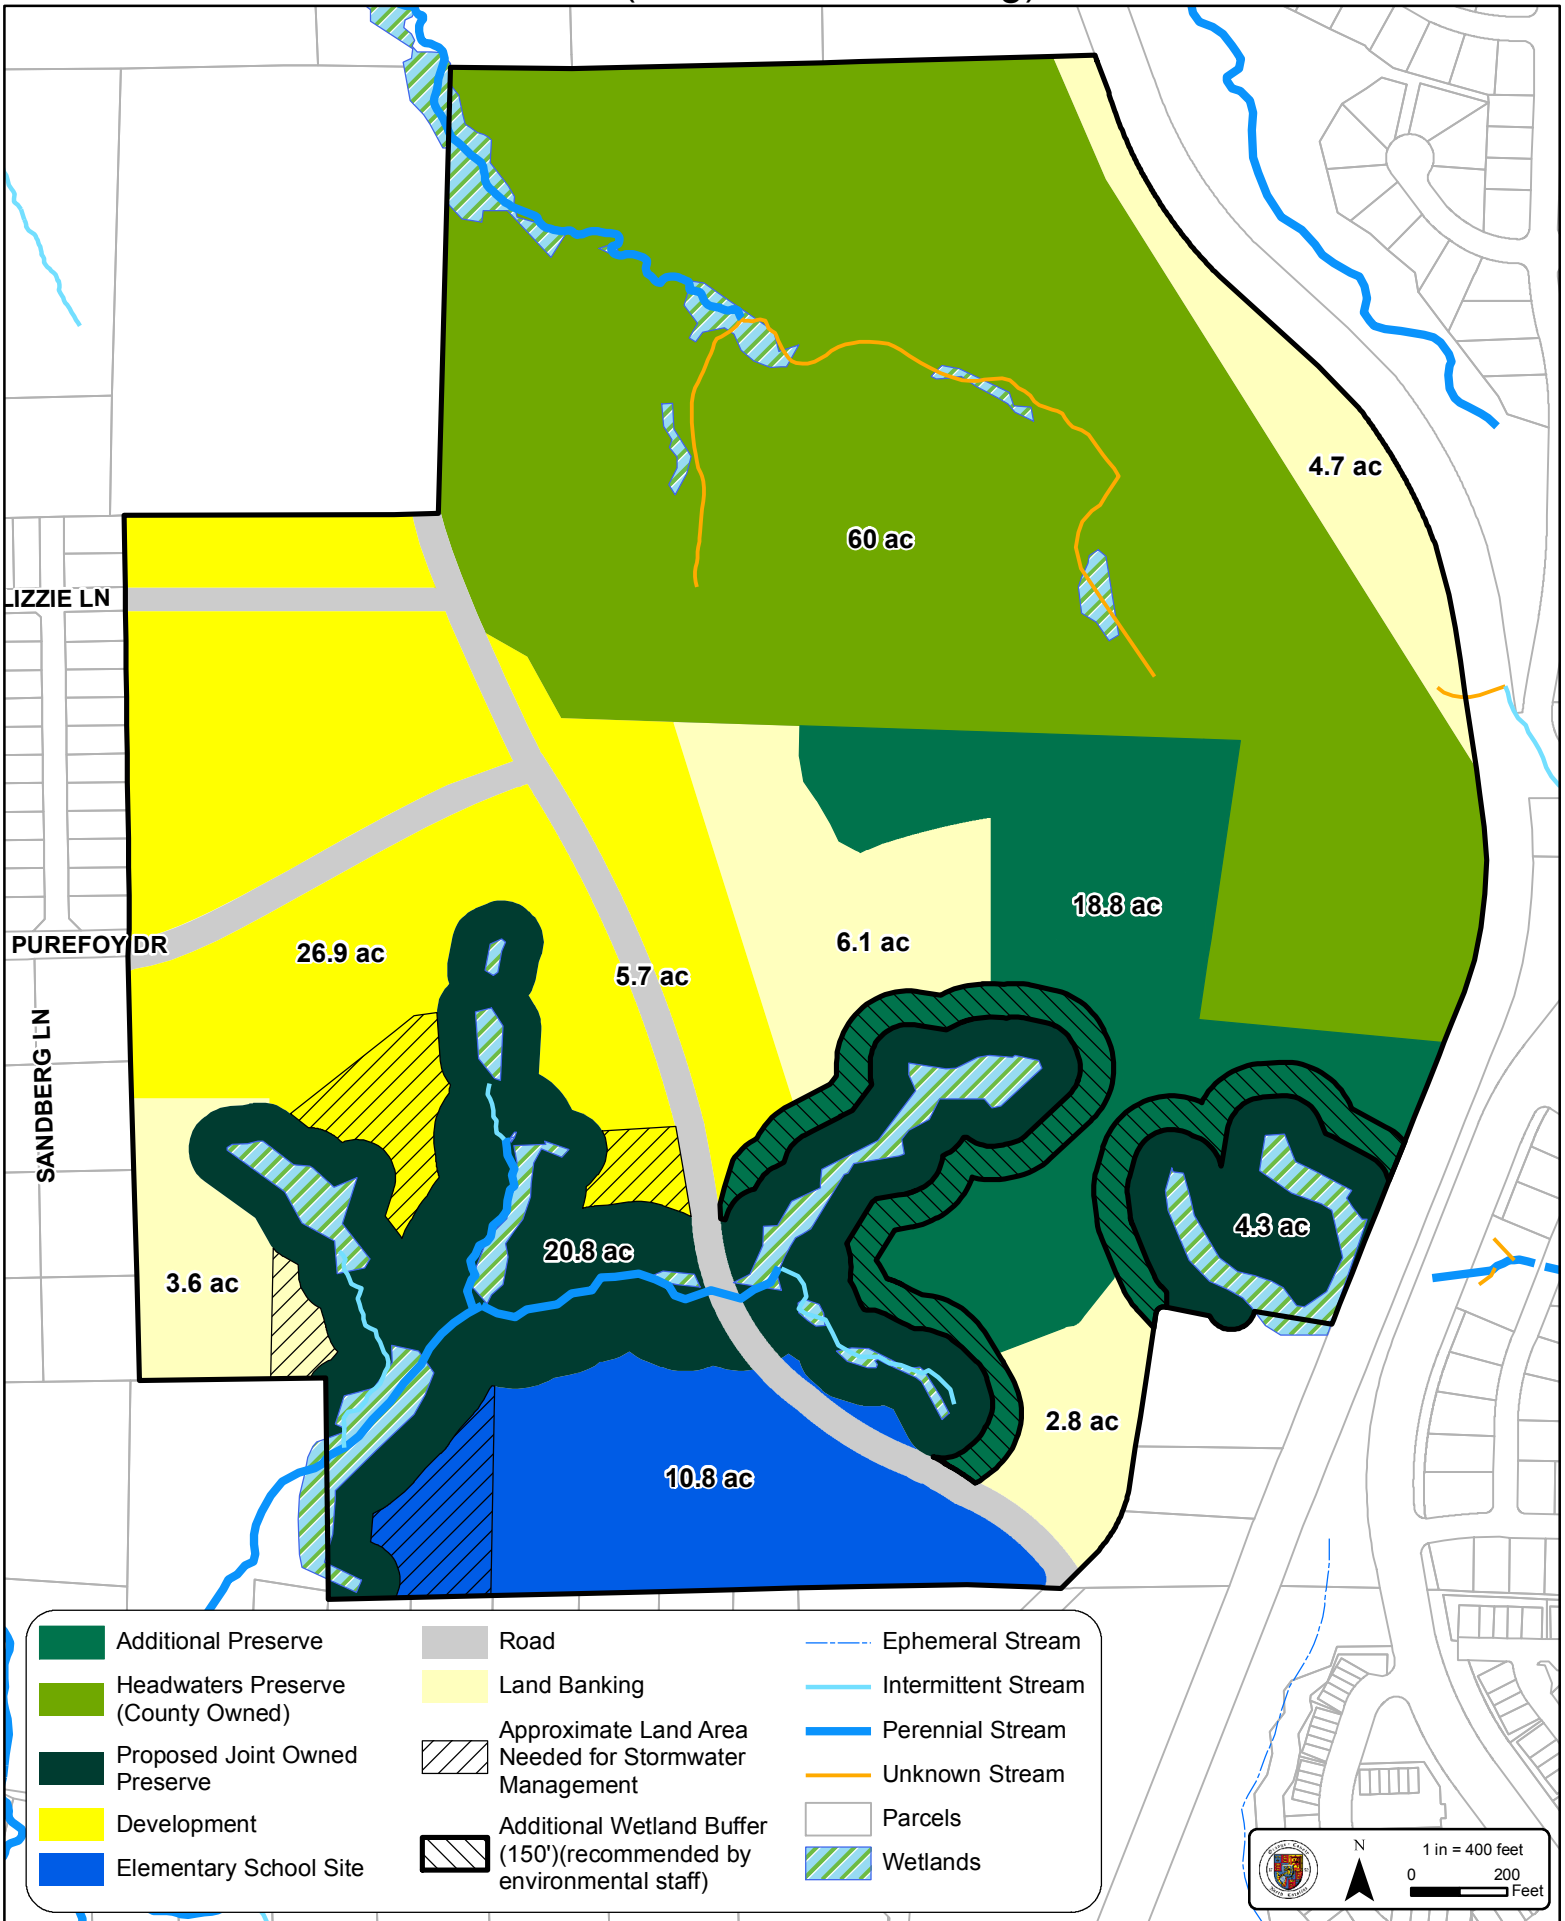 4.7 ac
60 ac
LIZZIE LN
18.8 ac
6.1 ac
PUREFOY DR
26.9 ac
5.7 ac
SANDBERG LN
4.3 ac
20.8 ac
3.6 ac
2.8 ac
10.8 ac
Additional Preserve
Headwaters Preserve
(County Owned)
Proposed Joint Owned
Preserve
Development
Elementary School Site
Road
Land Banking
Approximate Land Area
Needed for Stormwater
Management
Additional Wetland Buffer
(150')(recommended by
environmental staff)
Ephemeral Stream
Intermittent Stream
Perennial Stream
Unknown Stream
Parcels
Wetlands
N
1 in = 400 feet
0 200
Feet